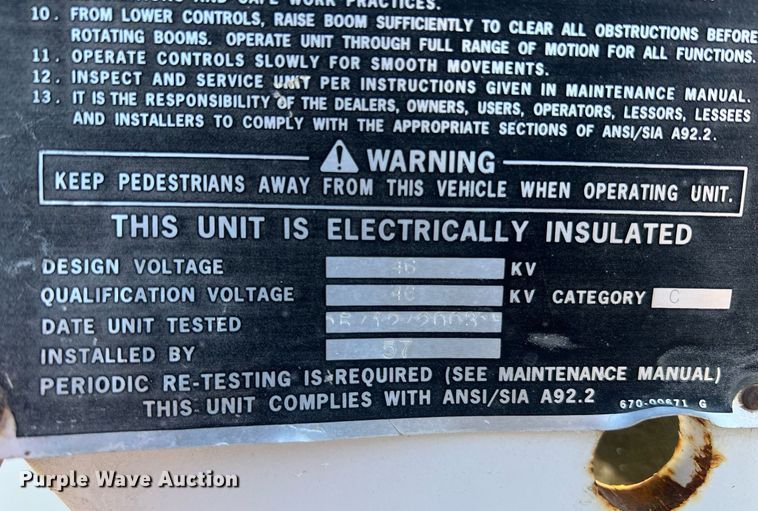 AND SAFE WORK PRACTICES.
10. FROM LOWER CONTROLS, RAISE BOOM SUFFICIENTLY TO CLEAR ALL OBSTRUCTIONS BEFORE
ROTATING BOOMS. OPERATE UNIT THROUGH FULL RANGE OF MOTION FOR ALL FUNCTIONS.
11. OPERATE CONTROLS SLOWLY FOR SMOOTH MOVEMENTS.
12. INSPECT AND SERVICE UNIT PER INSTRUCTIONS GIVEN IN MAINTENANCE MANUAL.
13. IT IS THE RESPONSIBILITY OF THE DEALERS, OWNERS, USERS, OPERATORS, LESSORS, LESSEES
AND INSTALLERS TO COMPLY WITH THE APPROPRIATE SECTIONS OF ANSI/SIA A92.2.
WARNING
KEEP PEDESTRIANS AWAY FROM THIS VEHICLE WHEN OPERATING UNIT.
THIS UNIT IS ELECTRICALLY INSULATED
DESIGN VOLTAGE 46 KV
QUALIFICATION VOLTAGE 46 KV CATEGORY C
DATE UNIT TESTED
INSTALLED BY 57
PERIODIC RE-TESTING IS REQUIRED (SEE MAINTENANCE MANUAL)
THIS UNIT COMPLIES WITH ANSI/SIA A92.2 670-00671 G
Purple Wave Auction